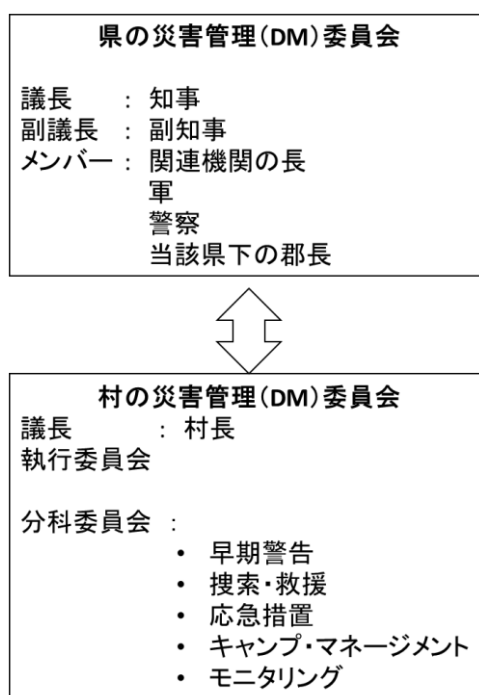 県の災害管理(DM)委員会
議長 : 知事
副議長 : 副知事
メンバー : 関連機関の長
軍
警察
当該県下の郡長
村の災害管理(DM)委員会
議長 : 村長
執行委員会
分科委員会 :
• 早期警告
• 捜索・救援
• 応急措置
• キャンプ・マネージメント
• モニタリング